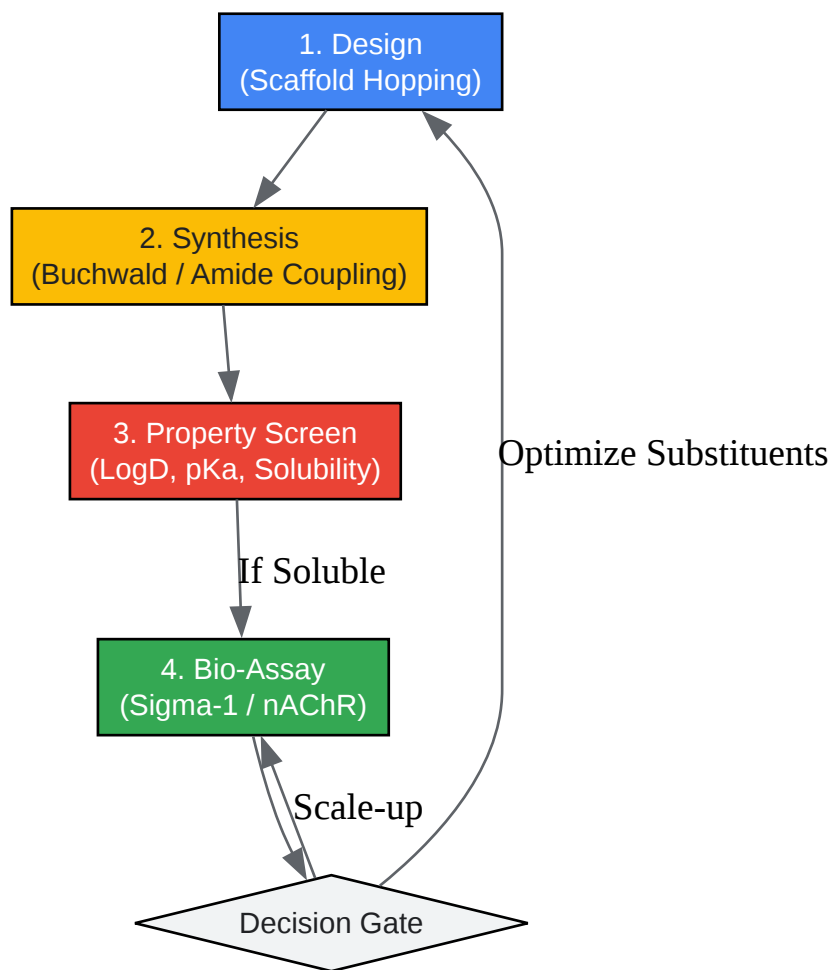 1. Design
(Scaffold Hopping)
2. Synthesis
(Buchwald / Amide Coupling)
3. Property Screen
(LogD, pKa, Solubility)
Optimize Substituents
If Soluble
4. Bio-Assay
(Sigma-1 / nAChR)
Scale-up
Decision Gate